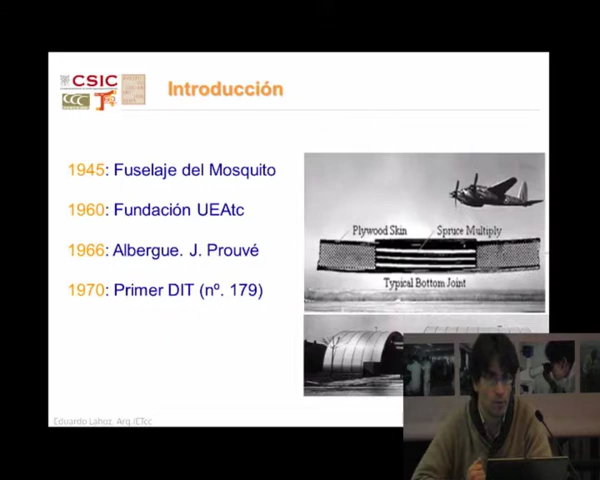 CSIC
Introducción
1945: Fuselaje del Mosquito
1960: Fundación UEAtc
1966: Albergue. J. Prouvé
1970: Primer DIT (nº. 179)
Plywood Skin
Spruce Multiply
Typical Bottom Joint
Eduardo Lahoz, Arq.IETcc